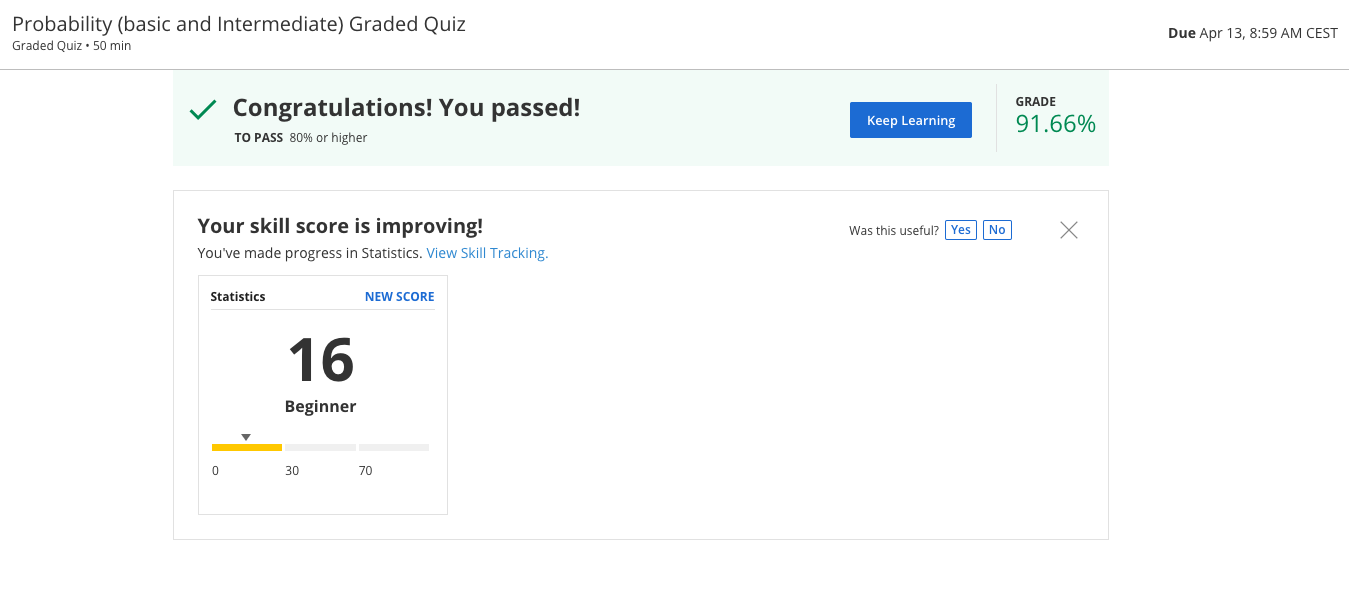 Probability (basic and Intermediate) Graded Quiz
Graded Quiz • 50 min
Due Apr 13, 8:59 AM CEST
Congratulations! You passed!
TO PASS 80% or higher
Keep Learning
GRADE
91.66%
Your skill score is improving!
You've made progress in Statistics. View Skill Tracking.
Was this useful? Yes No
Statistics NEW SCORE
16
Beginner
0 30 70